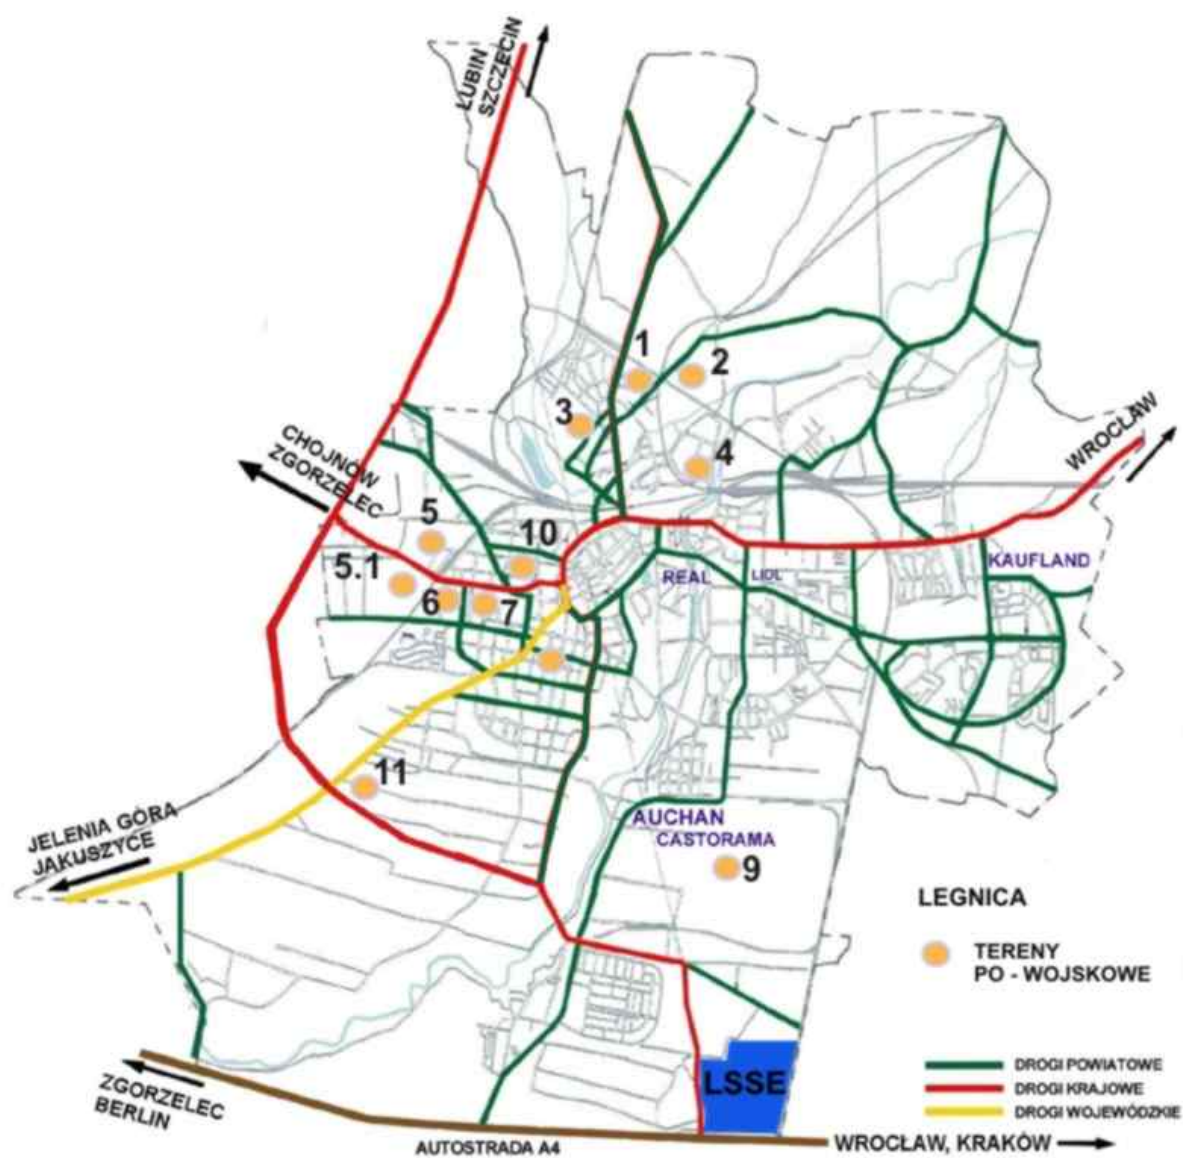 ŁUBIN
SZCZECIN
1
2
3
4
CHOJNÓW
ZGORZELEC
WROCŁAW
5
10
5.1
6
7
REAL
LIDL
KAUFLAND
11
JELENIA GÓRA
JAKUSZYCE
AUCHAN
CASTORAMA
9
LEGNICA
TERENY
PO - WOJSKOWE
LSSE
DROGI POWIATOWE
DROGI KRAJOWE
DROGI WOJEWÓDZKIE
ZGORZELEC
BERLIN
AUTOSTRADA A4
WROCŁAW, KRAKÓW